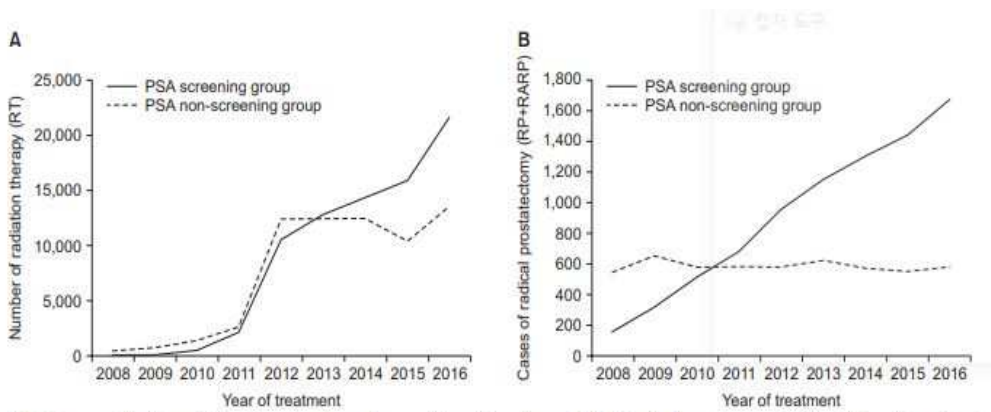 A
Number of radiation therapy (RT)
25,000
20,000
15,000
10,000
5,000
0
PSA screening group
PSA non-screening group
2008 2009 2010 2011 2012 2013 2014 2015 2016
Year of treatment
B
Cases of radical prostatectomy (RP+RARP)
1,800
1,600
1,400
1,200
1,000
800
600
400
200
0
PSA screening group
PSA non-screening group
2008 2009 2010 2011 2012 2013 2014 2015 2016
Year of treatment